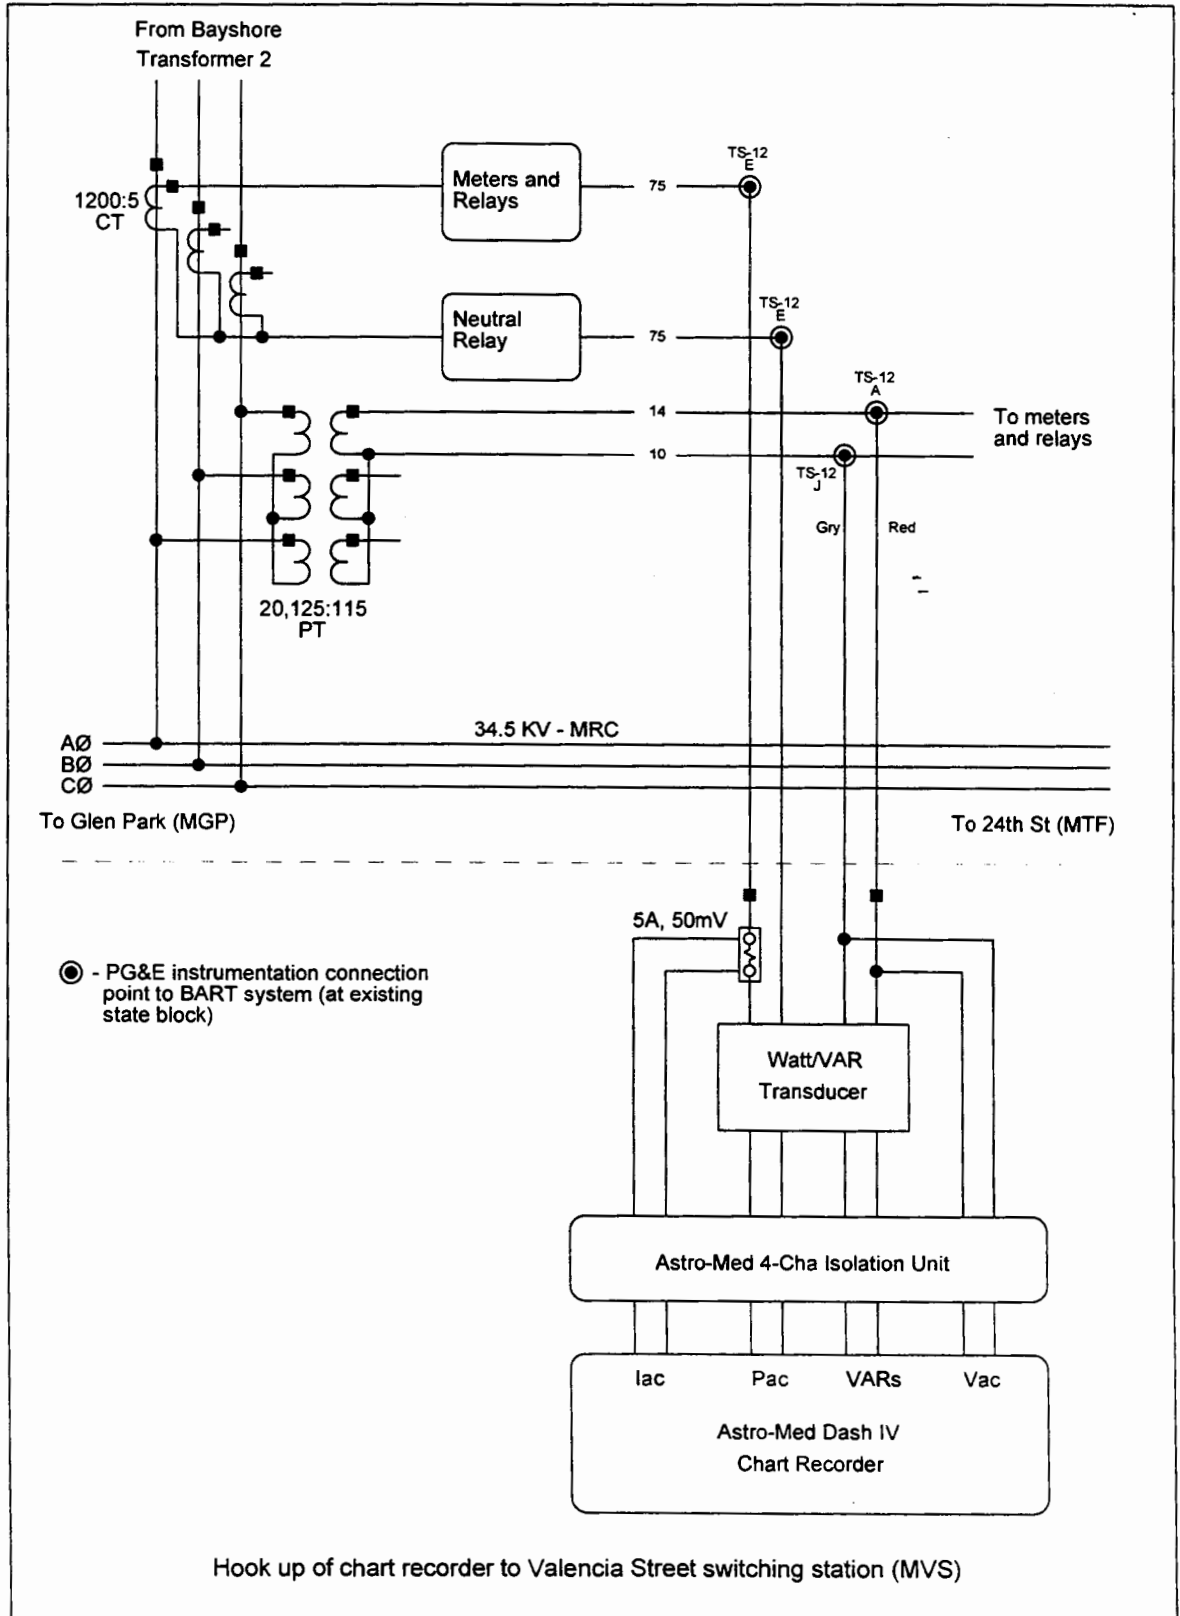 From Bayshore
Transformer 2
1200:5
CT
Meters and
Relays
75
TS-12
E
Neutral
Relay
75
TS-12
E
14
TS-12
A
To meters
and relays
10
TS-12
J
Gry
Red
20,125:115
PT
34.5 KV - MRC
AØ
BØ
CØ
To Glen Park (MGP)
To 24th St (MTF)
5A, 50mV
- PG&E instrumentation connection
point to BART system (at existing
state block)
Watt/VAR
Transducer
Astro-Med 4-Cha Isolation Unit
Iac
Pac
VARs
Vac
Astro-Med Dash IV
Chart Recorder
Hook up of chart recorder to Valencia Street switching station (MVS)